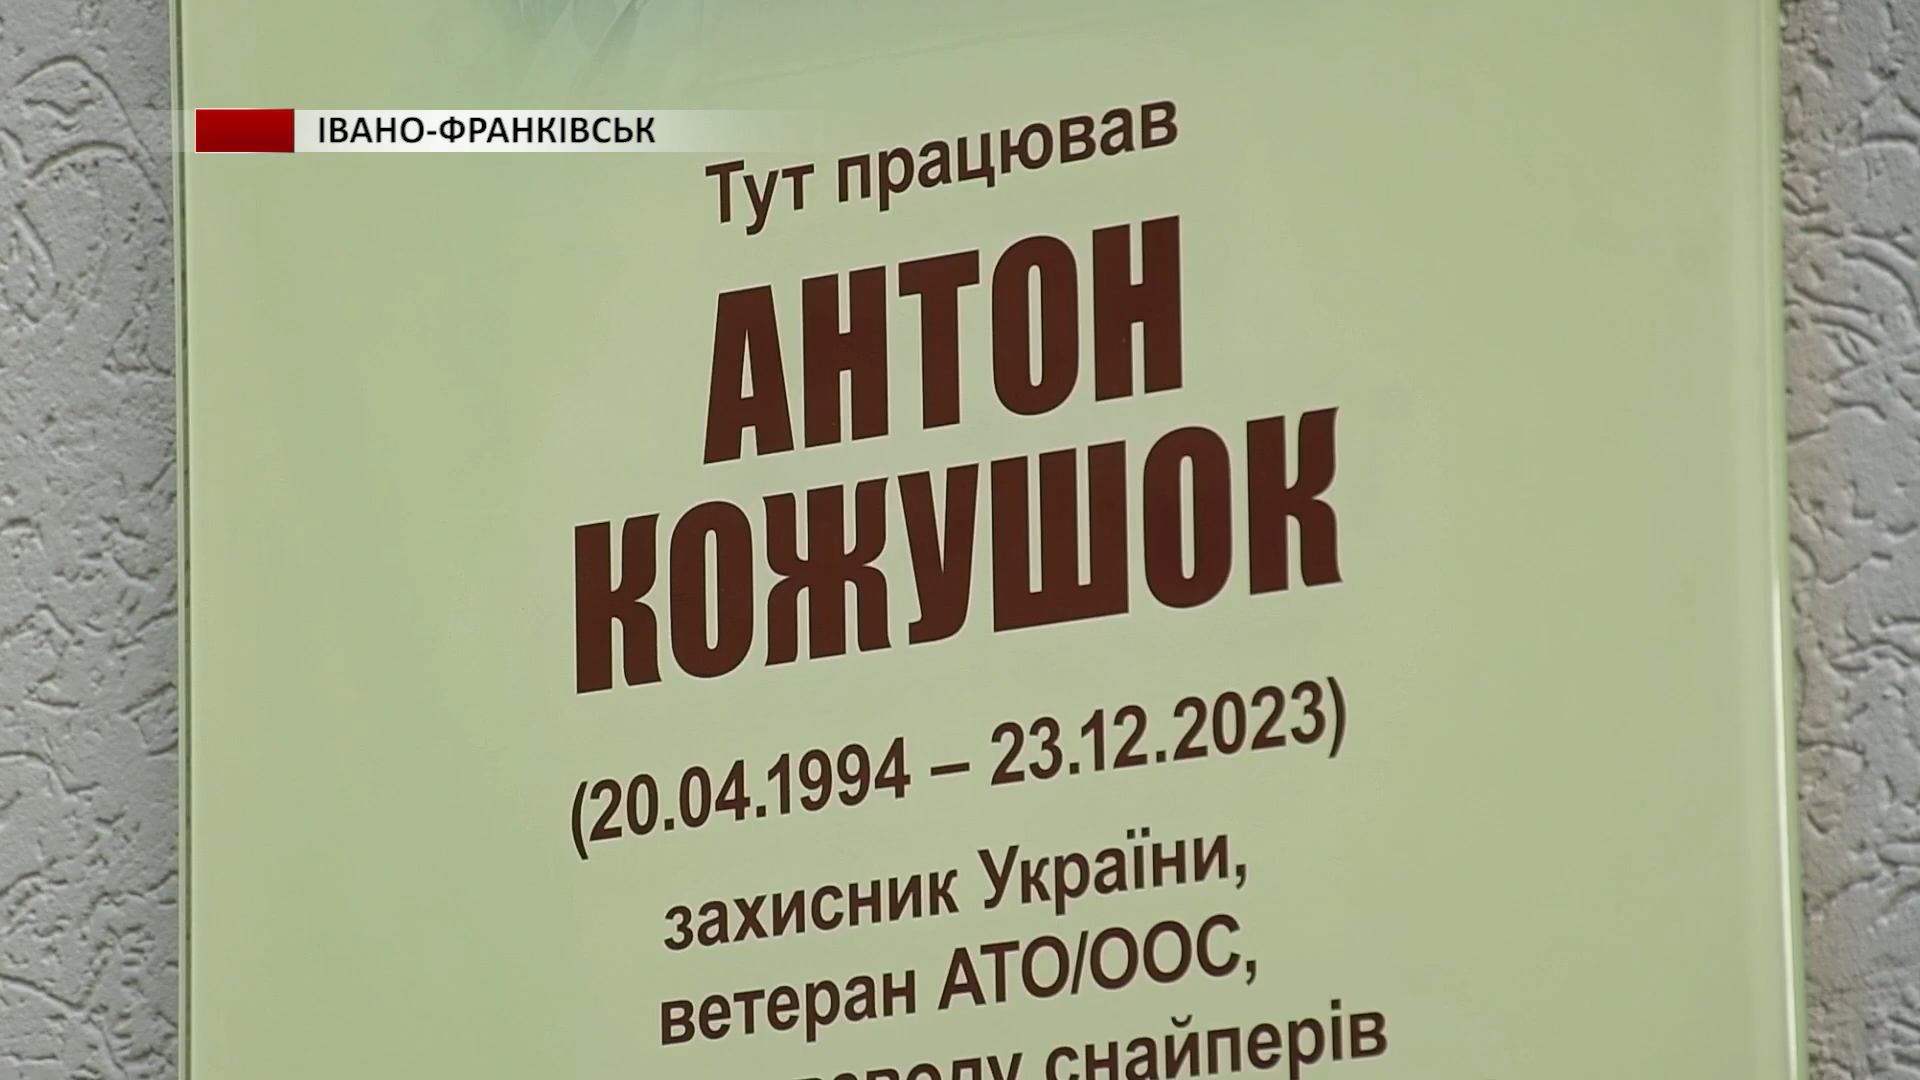 ІВАНО-ФРАНКІВСЬК
Тут працював
АНТОН
КОЖУШОК
(20.04.1994 – 23.12.2023)
захисник України,
ветеран АТО/ООС,
снайперів